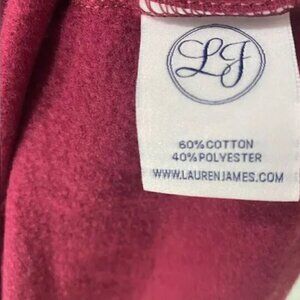 LJ
60% COTTON
40% POLYESTER
WWW.LAURENJAMES.COM